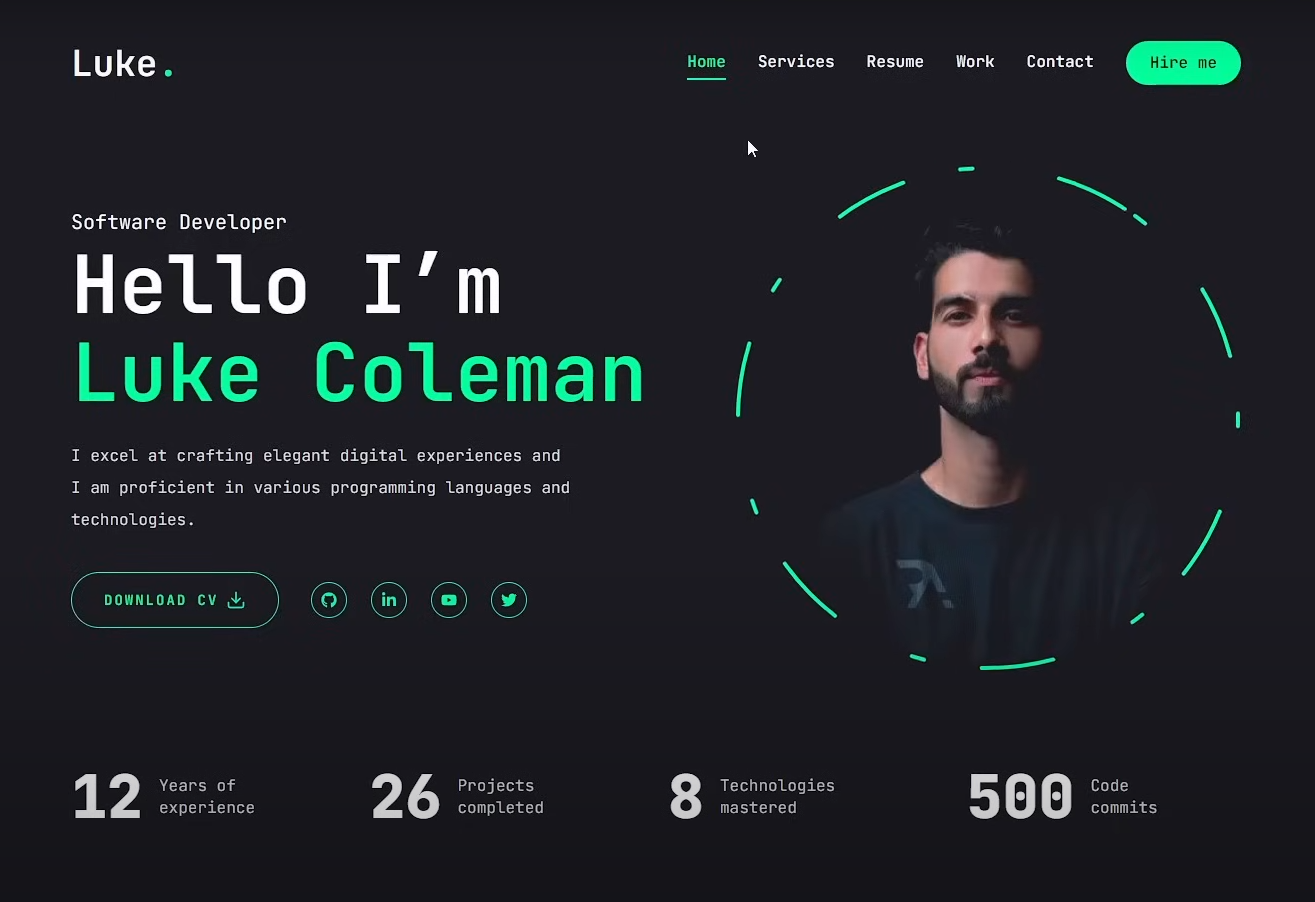 Luke.
Home Services Resume Work Contact Hire me
Software Developer
Hello I’m
Luke Coleman
I excel at crafting elegant digital experiences and
I am proficient in various programming languages and
technologies.
DOWNLOAD CV
in
12 Years of experience
26 Projects completed
8 Technologies mastered
500 Code commits